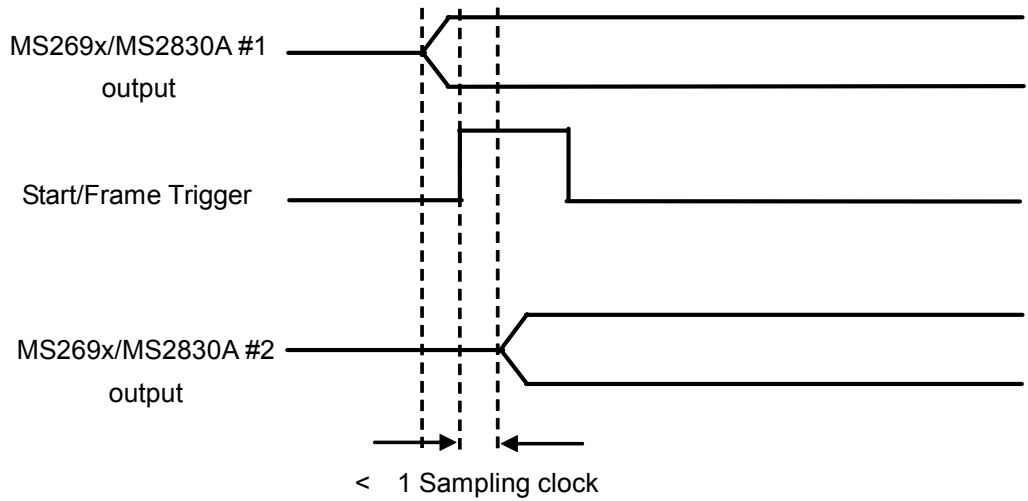 MS269x/MS2830A #1
output
Start/Frame Trigger
MS269x/MS2830A #2
output
< 1 Sampling clock